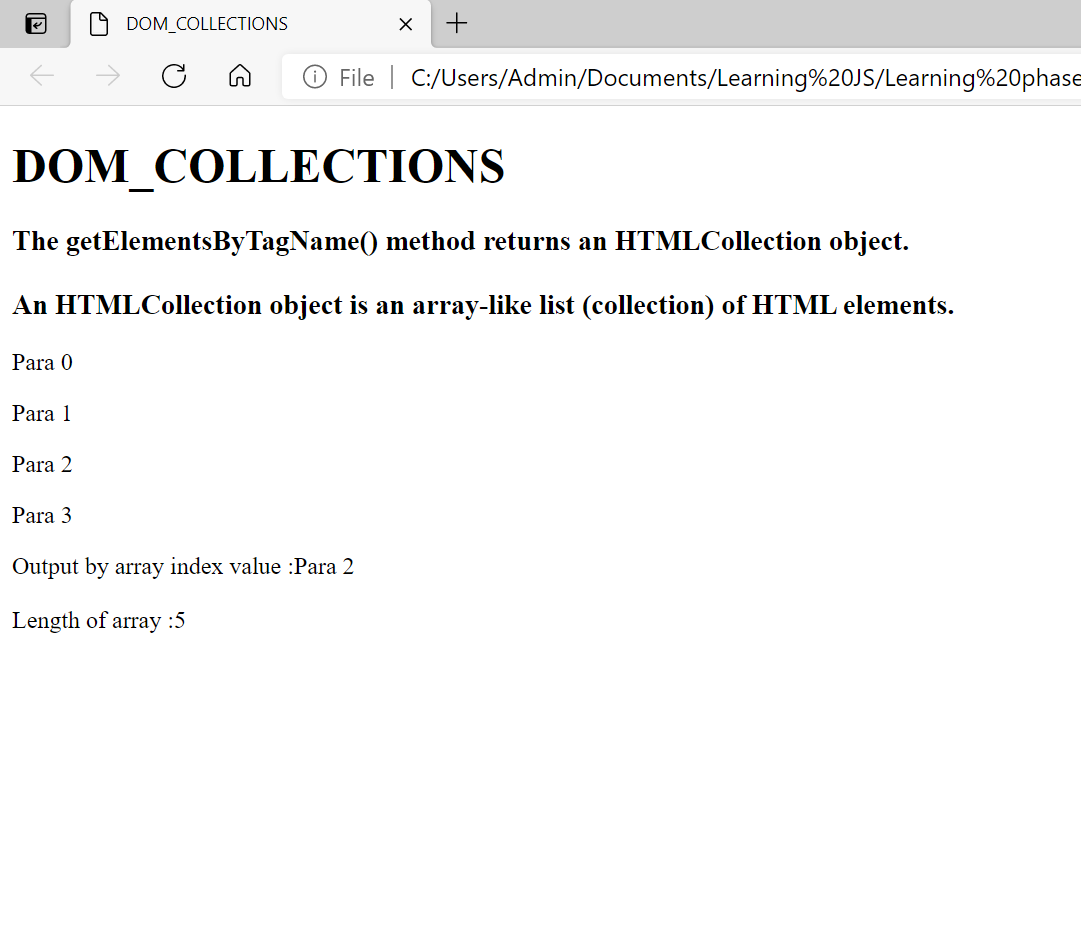 DOM_COLLECTIONS
File | C:/Users/Admin/Documents/Learning%20JS/Learning%20phase
DOM_COLLECTIONS
The getElementsByTagName() method returns an HTMLCollection object.
An HTMLCollection object is an array-like list (collection) of HTML elements.
Para 0
Para 1
Para 2
Para 3
Output by array index value :Para 2
Length of array :5